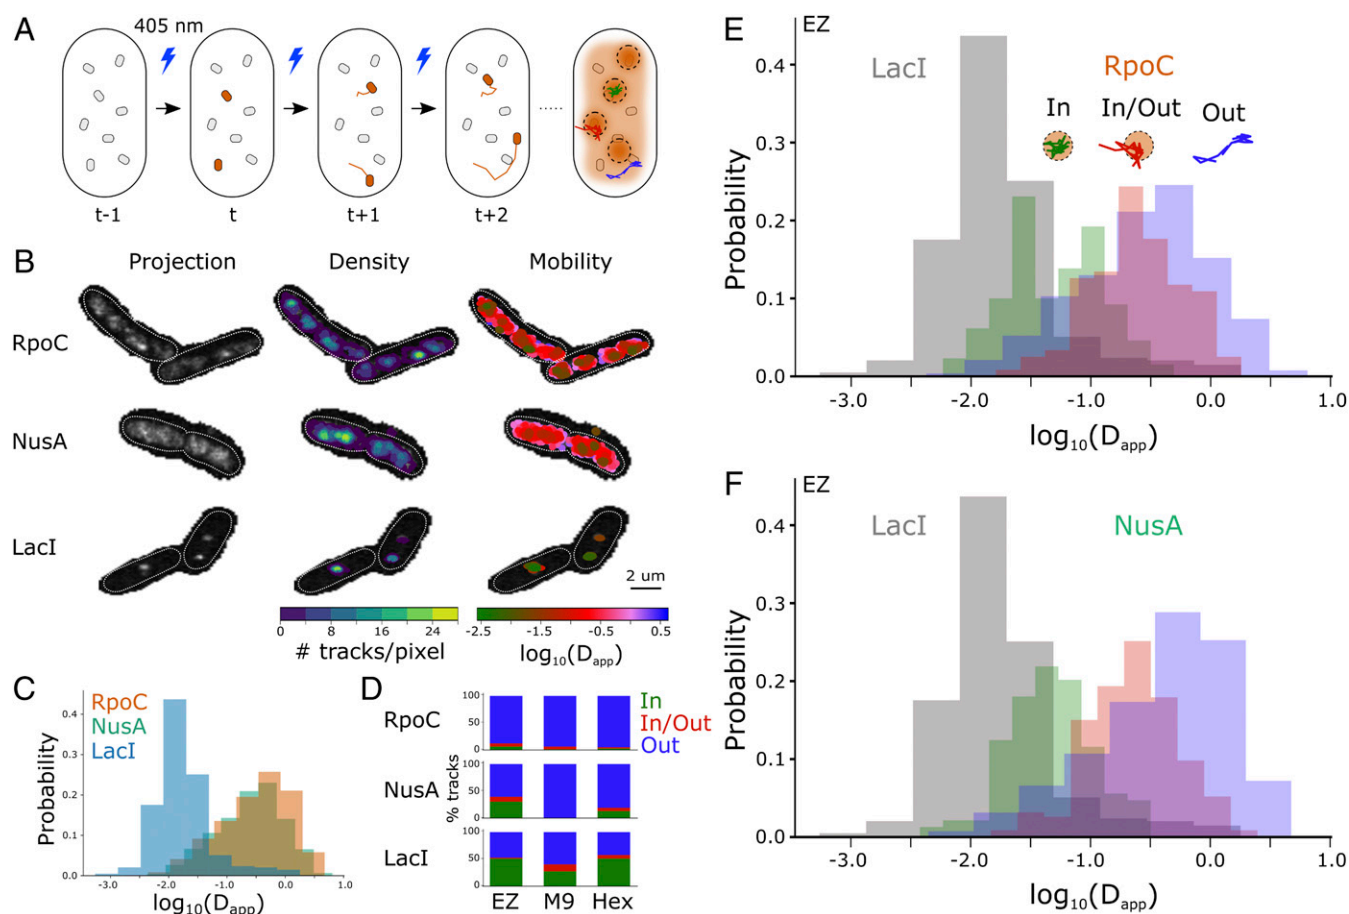 A
405 nm
t-1
t
t+1
t+2
B
Projection
Density
Mobility
RpoC
NusA
LacI
2 um
0 8 16 24
# tracks/pixel
-2.5 -1.5 -0.5 0.5
log10(Dapp)
C
RpoC
NusA
LacI
Probability
0.4
0.3
0.2
0.1
0.0
-3.0 -2.0 -1.0 0.0 1.0
log10(Dapp)
D
RpoC
NusA
LacI
% tracks
100
50
0
100
50
0
100
50
0
In
In/Out
Out
EZ M9 Hex
E
EZ
LacI
RpoC
In In/Out Out
Probability
0.4
0.3
0.2
0.1
0.0
-3.0 -2.0 -1.0 0.0 1.0
log10(Dapp)
F
EZ
LacI
NusA
Probability
0.4
0.3
0.2
0.1
0.0
-3.0 -2.0 -1.0 0.0 1.0
log10(Dapp)